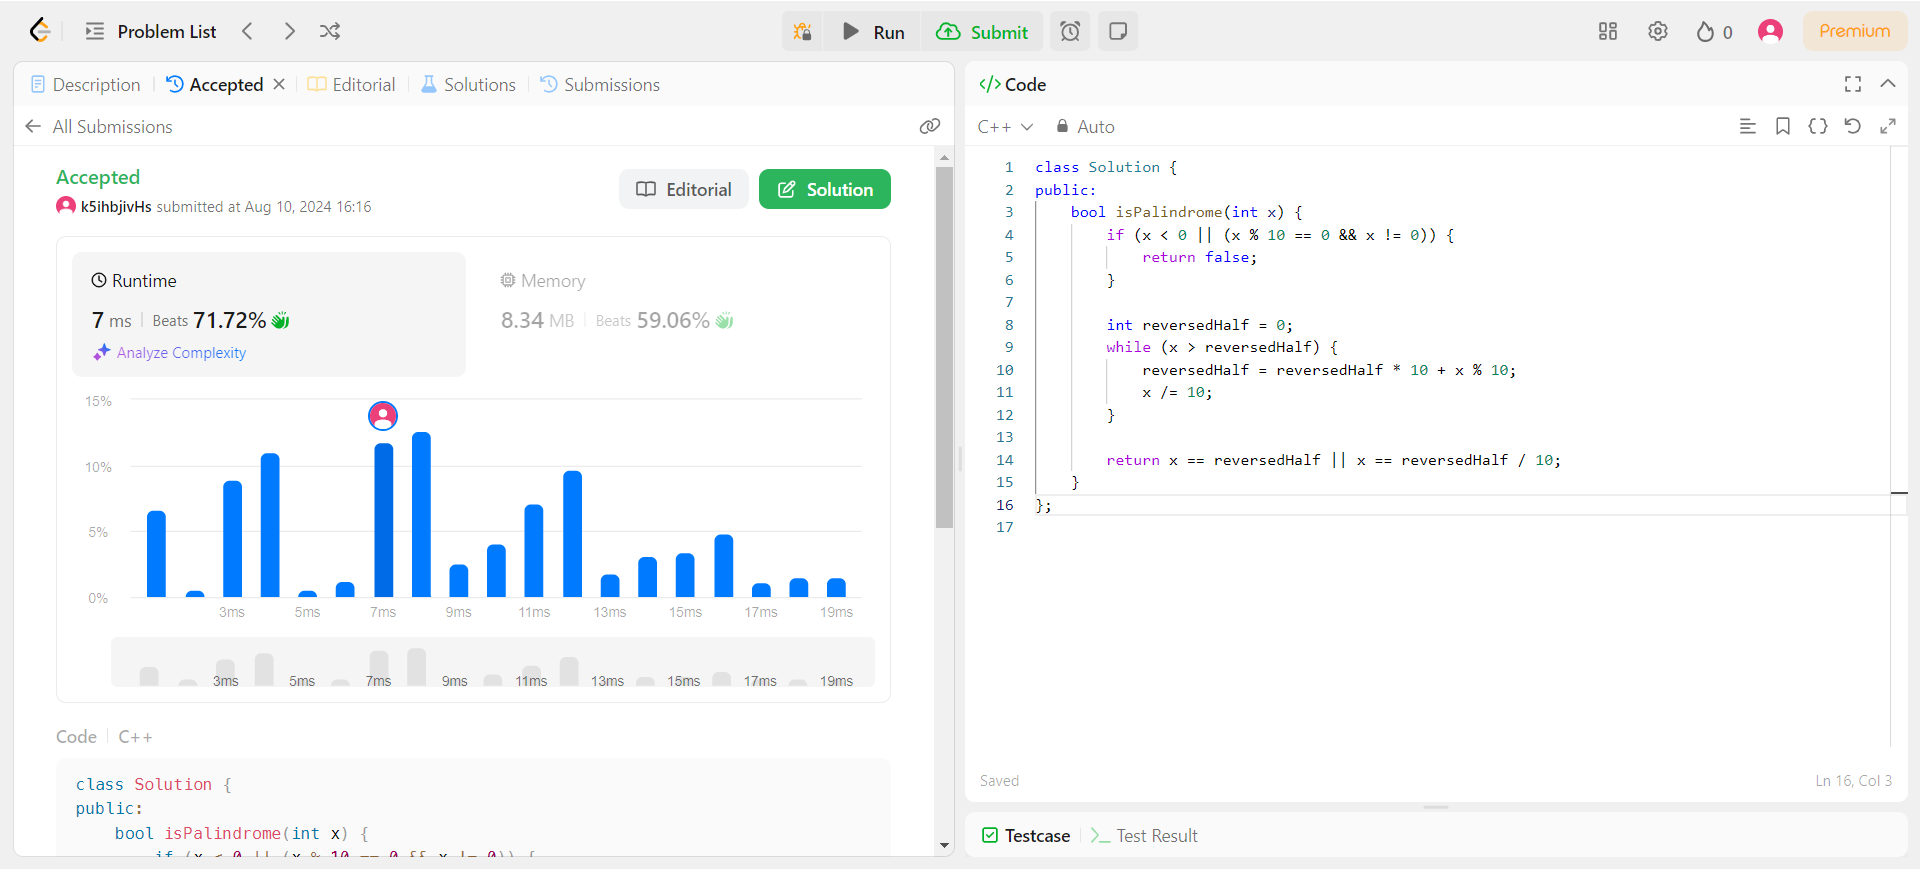 Problem List
Run
Submit
0
Premium
Description
Accepted
Editorial
Solutions
Submissions
All Submissions
Accepted
k5ihbjivHs submitted at Aug 10, 2024 16:16
Editorial
Solution
Runtime
7 ms
Beats 71.72%
Analyze Complexity
Memory
8.34 MB
Beats 59.06%
15%
10%
5%
0%
3ms 5ms 7ms 9ms 11ms 13ms 15ms 17ms 19ms
3ms 5ms 7ms 9ms 11ms 13ms 15ms 17ms 19ms
Code C++
class Solution {
public:
    bool isPalindrome(int x) {
        if (x < 0 || (x % 10 == 0 && x != 0)) {
</> Code
C++ Auto
1 class Solution {
2 public:
3     bool isPalindrome(int x) {
4         if (x < 0 || (x % 10 == 0 && x != 0)) {
5             return false;
6         }
7
8         int reversedHalf = 0;
9         while (x > reversedHalf) {
10             reversedHalf = reversedHalf * 10 + x % 10;
11             x /= 10;
12         }
13
14         return x == reversedHalf || x == reversedHalf / 10;
15     }
16 };
17
Saved
Ln 16, Col 3
Testcase
Test Result